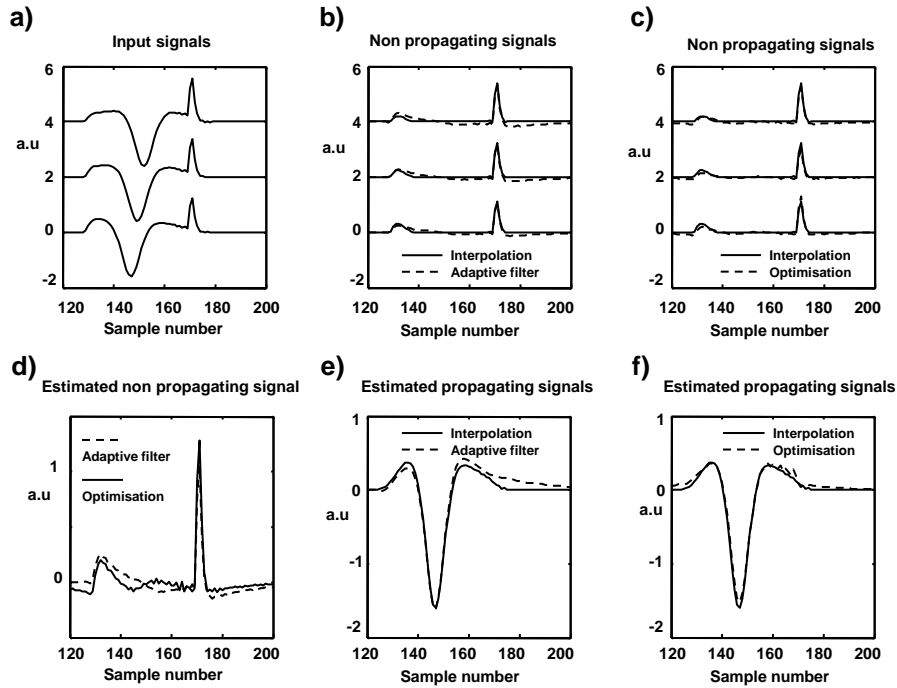 a)
Input signals
6
4
a.u
2
0
-2
120 140 160 180 200
Sample number
b)
Non propagating signals
6
4
a.u
2
0
Interpolation
Adaptive filter
-2
120 140 160 180 200
Sample number
c)
Non propagating signals
6
4
a.u
2
0
Interpolation
Optimisation
-2
120 140 160 180 200
Sample number
d)
Estimated non propagating signal
Adaptive filter
1
Optimisation
a.u
0
120 140 160 180 200
Sample number
e)
Estimated propagating signals
1
Interpolation
Adaptive filter
0
a.u
-1
-2
120 140 160 180 200
Sample number
f)
Estimated propagating signals
1
Interpolation
Optimisation
0
a.u
-1
-2
120 140 160 180 200
Sample number